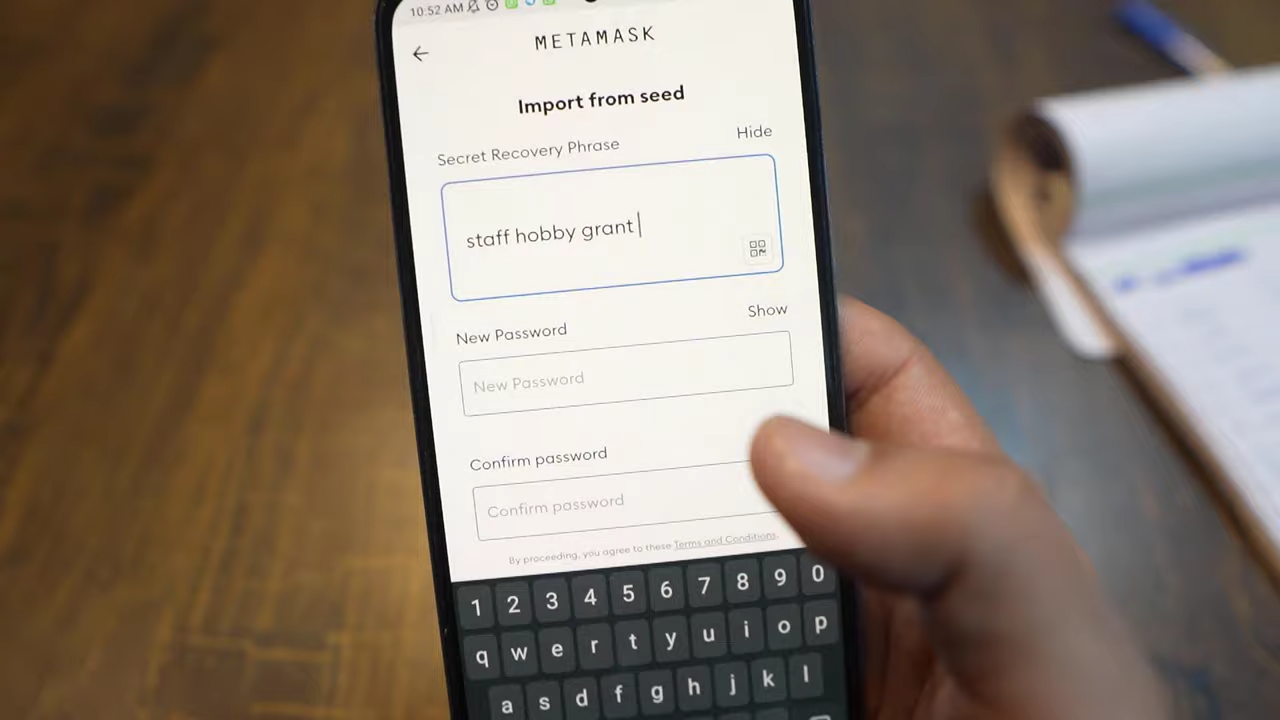 10:52 AM
METAMASK
Import from seed
Secret Recovery Phrase
Hide
staff hobby grant
New Password
Show
New Password
Confirm password
Confirm password
By proceeding, you agree to these Terms and Conditions.
1 2 3 4 5 6 7 8 9 0
q w e r t y u i o p
a s d f g h j k l